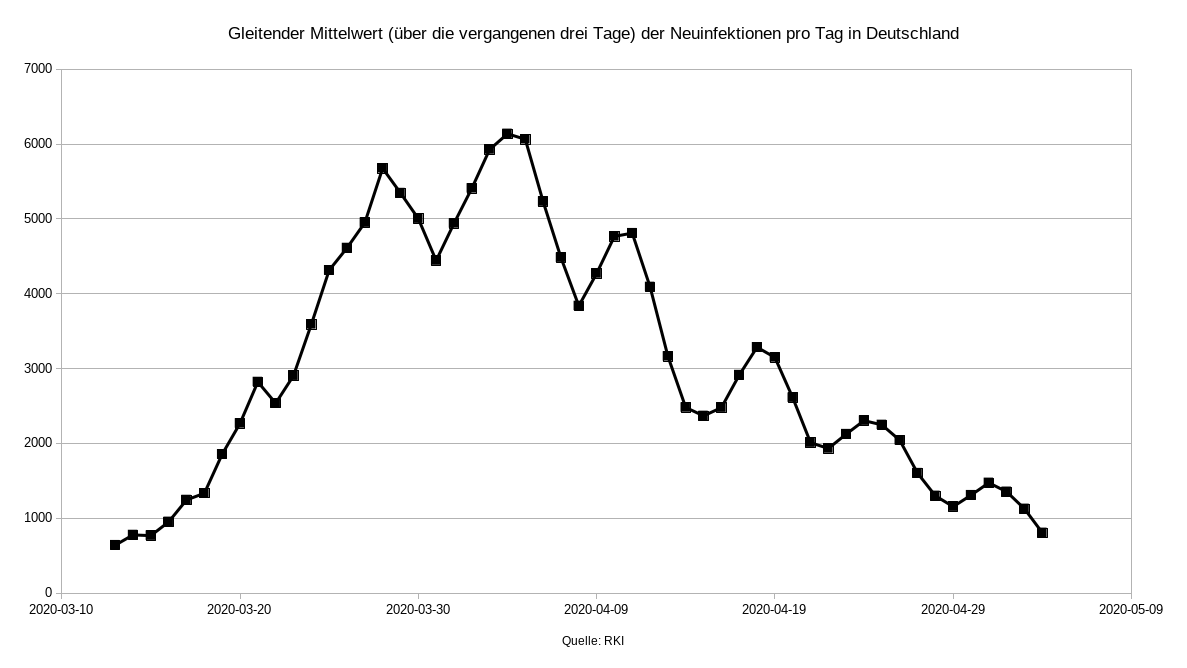 Gleitender Mittelwert (über die vergangenen drei Tage) der Neuinfektionen pro Tag in Deutschland
7000
6000
5000
4000
3000
2000
1000
0
2020-03-10 2020-03-20 2020-03-30 2020-04-09 2020-04-19 2020-04-29 2020-05-09
Quelle: RKI